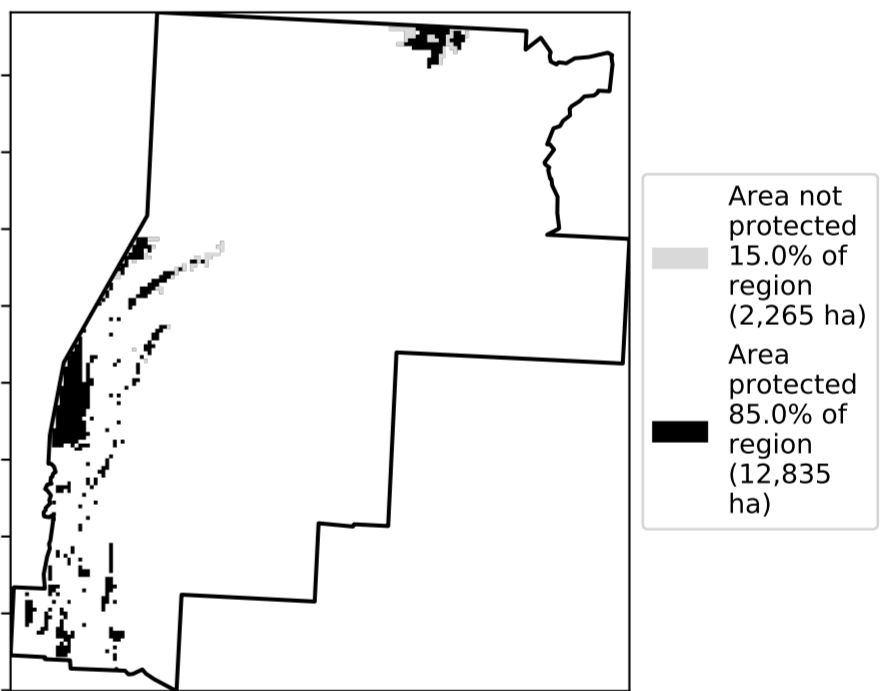 Area not
protected
15.0% of
region
(2,265 ha)
Area
protected
85.0% of
region
(12,835
ha)